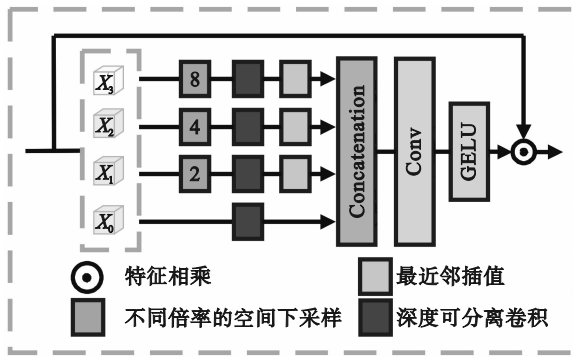 X₃ 8
X₂ 4
X₁ 2
X₀
Concatenation
Conv
GELU
特征相乘
最近邻插值
不同倍率的空间下采样
深度可分离卷积